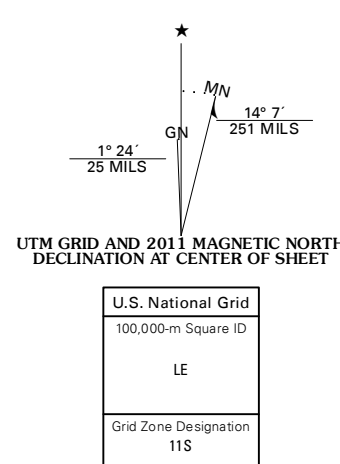 ★
MN
GN
14° 7´
251 MILS
1° 24´
25 MILS
UTM GRID AND 2011 MAGNETIC NORTH
DECLINATION AT CENTER OF SHEET
U.S. National Grid
100,000-m Square ID
LE
Grid Zone Designation
11S